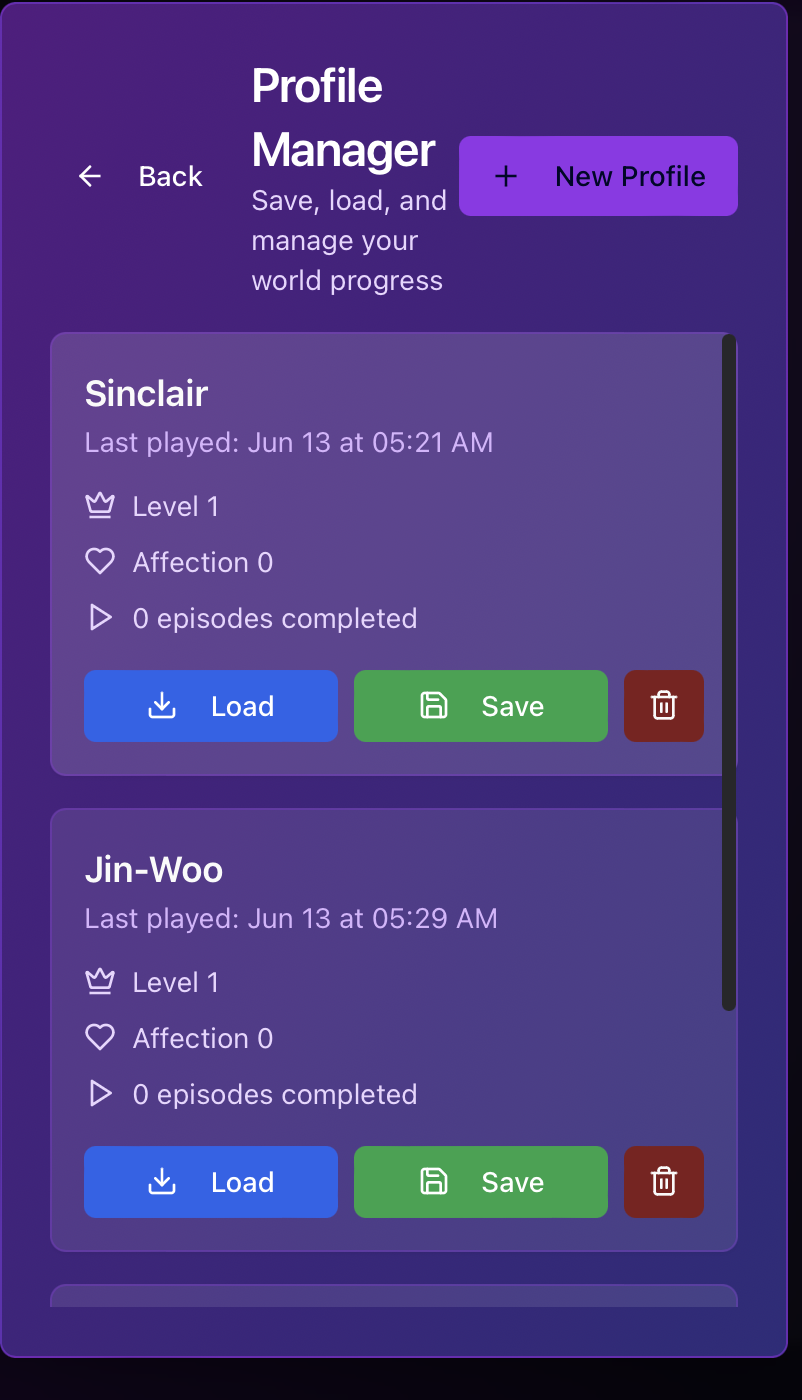 Profile
Manager
Back
Save, load, and
manage your
world progress
New Profile
Sinclair
Last played: Jun 13 at 05:21 AM
Level 1
Affection 0
0 episodes completed
Load
Save
Jin-Woo
Last played: Jun 13 at 05:29 AM
Level 1
Affection 0
0 episodes completed
Load
Save